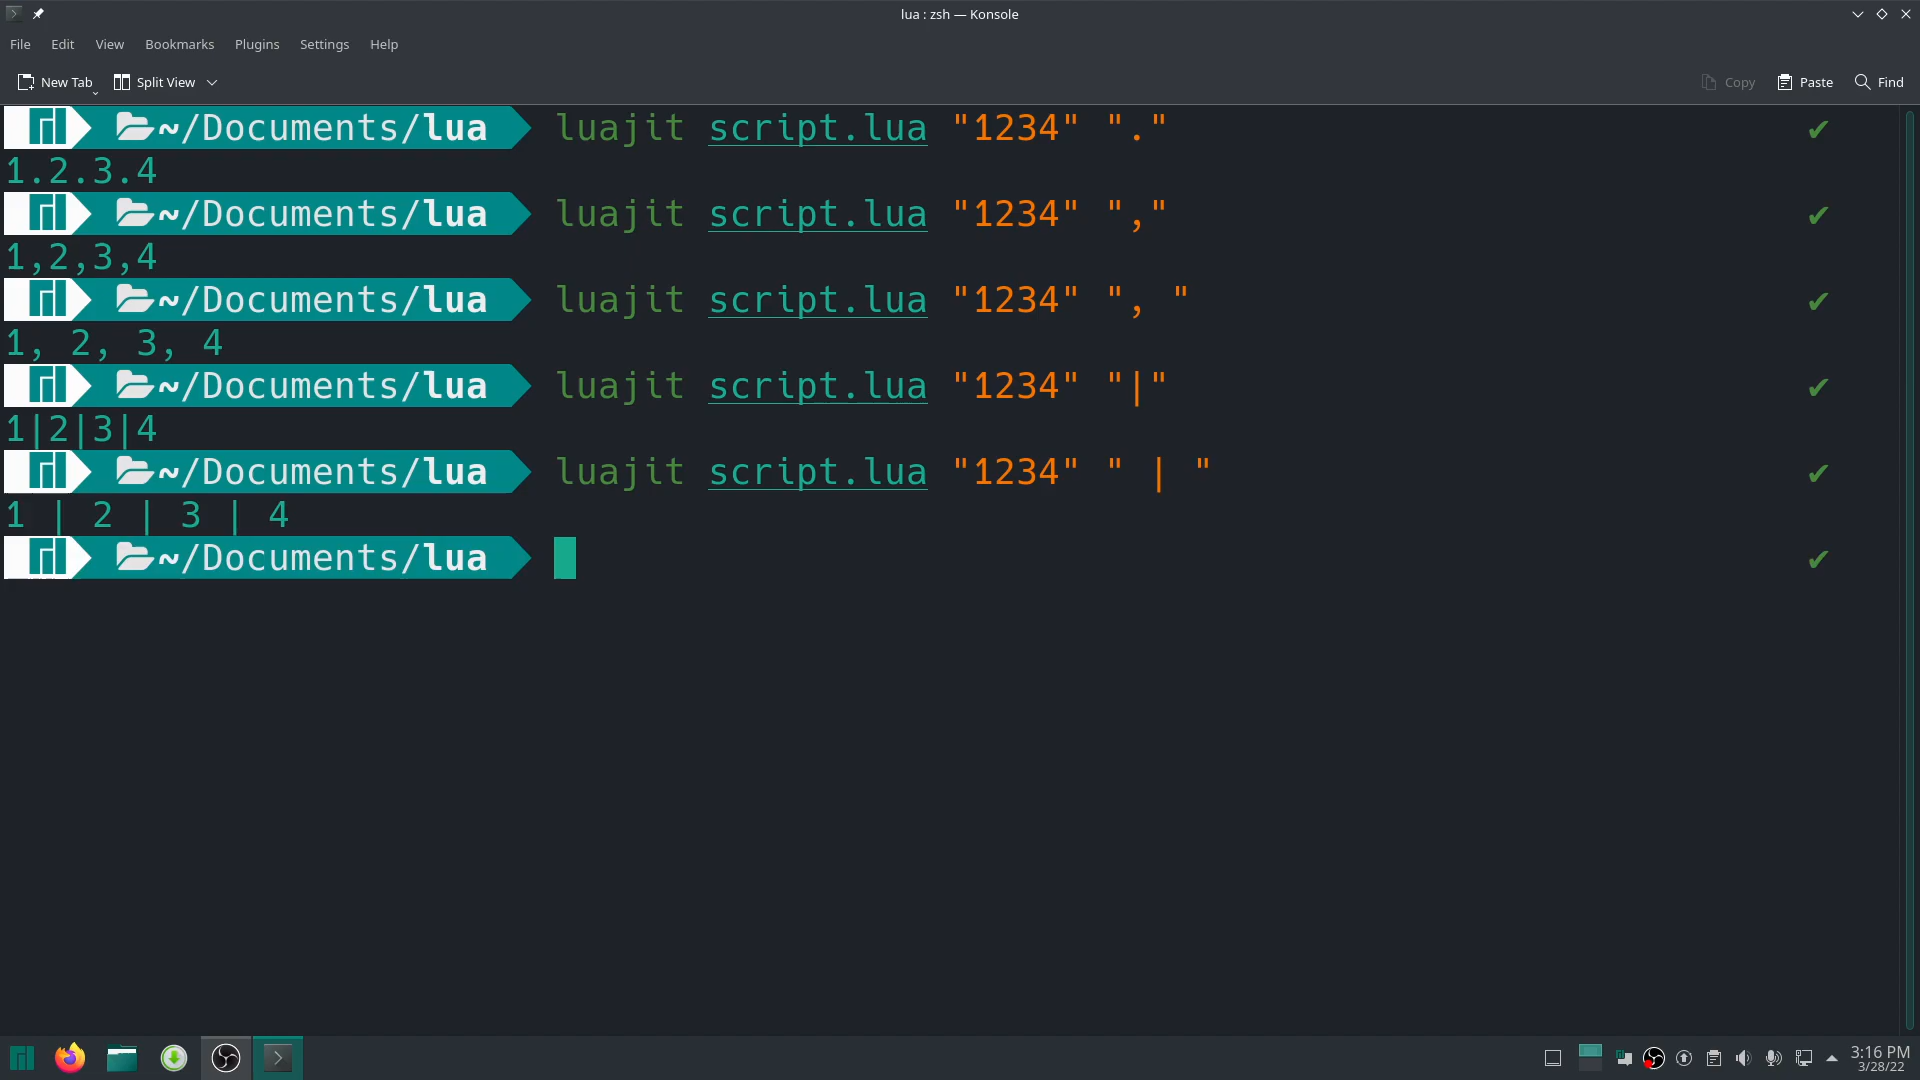 lua : zsh — Konsole
File Edit View Bookmarks Plugins Settings Help
New Tab Split View Copy Paste Find
~/Documents/lua luajit script.lua "1234" "." ✔
1.2.3.4
~/Documents/lua luajit script.lua "1234" "," ✔
1,2,3,4
~/Documents/lua luajit script.lua "1234" ", " ✔
1, 2, 3, 4
~/Documents/lua luajit script.lua "1234" "|" ✔
1|2|3|4
~/Documents/lua luajit script.lua "1234" " | " ✔
1 | 2 | 3 | 4
~/Documents/lua ✔
3:16 PM
3/28/22